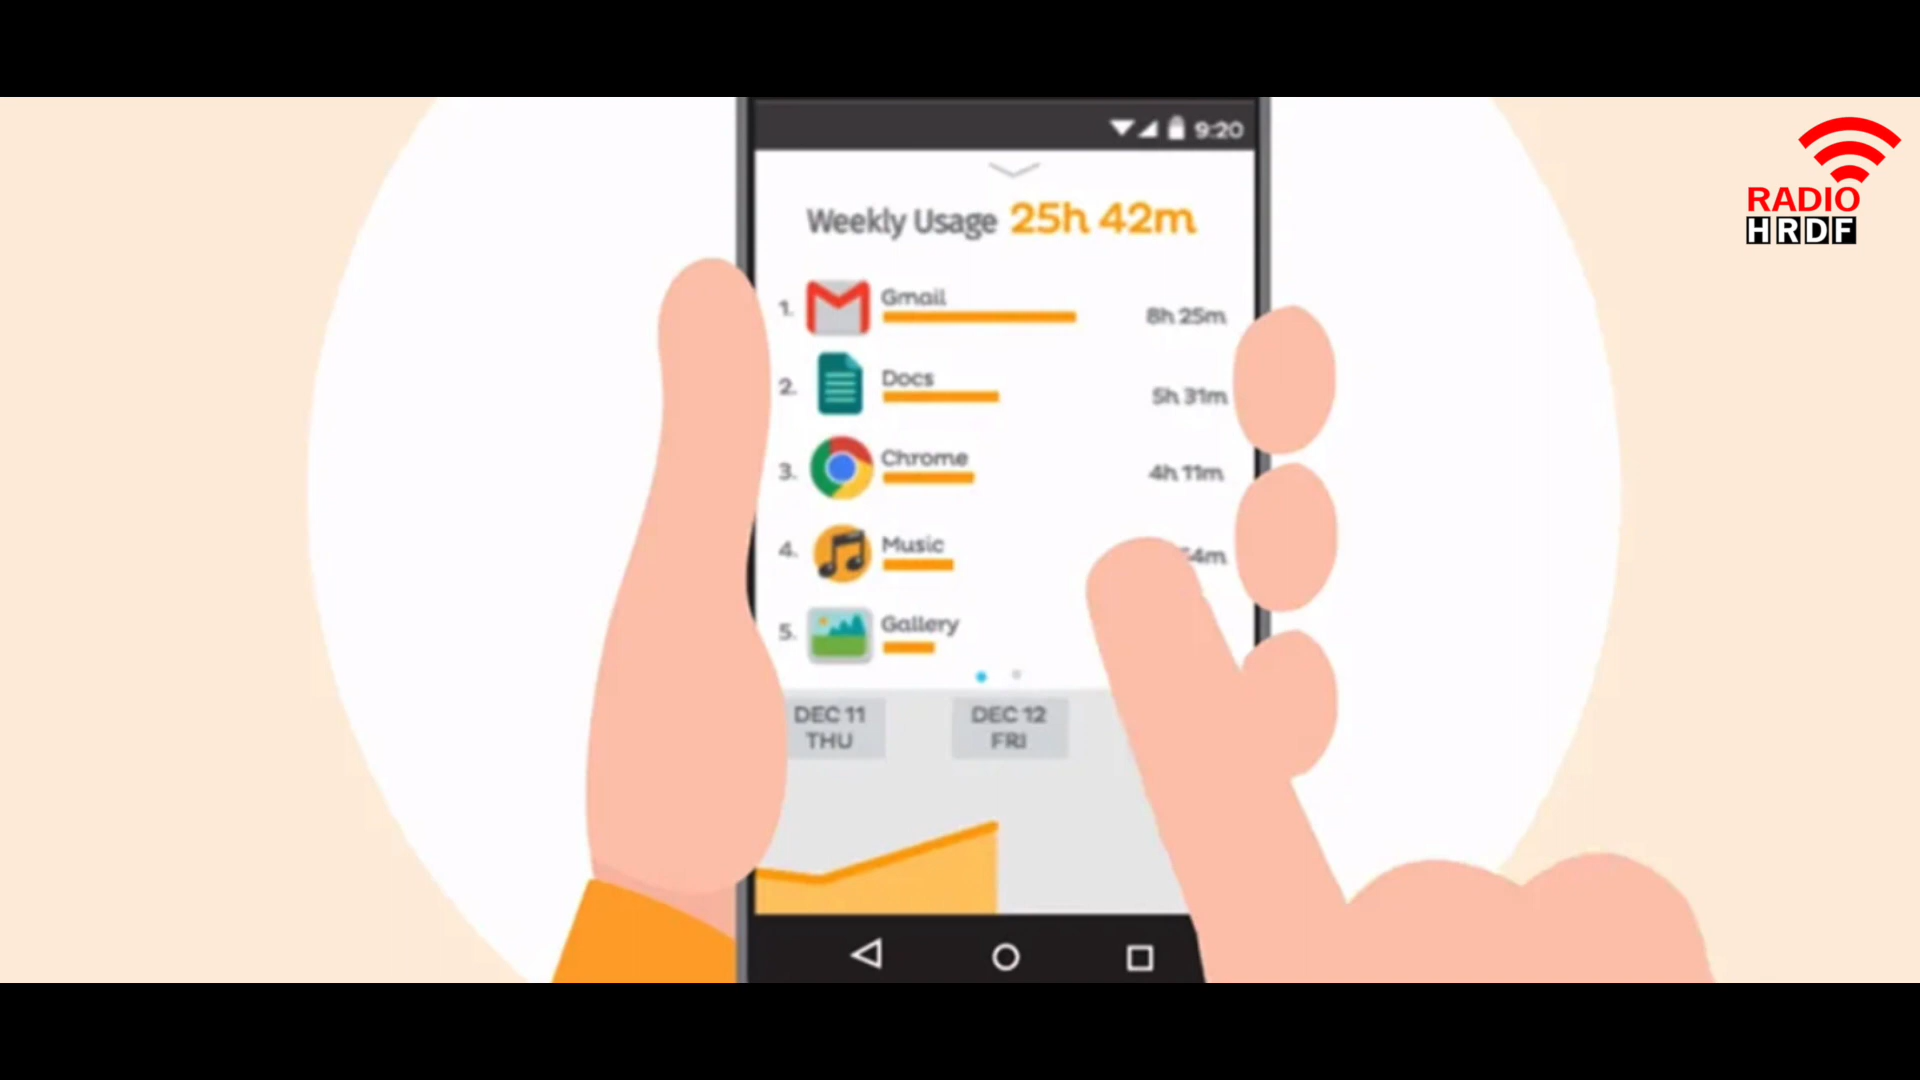 9:20
RADIO
HRDF
Weekly Usage 25h 42m
1. Gmail 8h 25m
2. Docs 5h 31m
3. Chrome 4h 11m
4. Music
5. Gallery
DEC 11 DEC 12
THU FRI